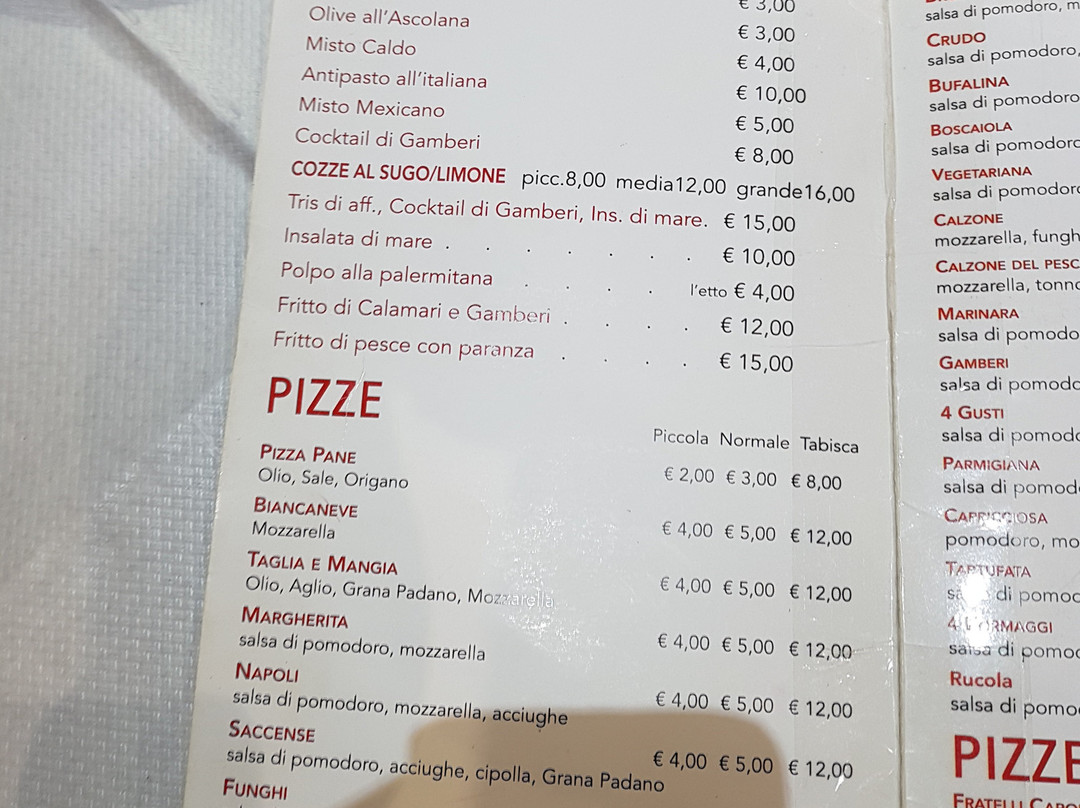 € 3,00
Olive all'Ascolana € 3,00
Misto Caldo € 4,00
Antipasto all'italiana € 10,00
Misto Mexicano € 5,00
Cocktail di Gamberi € 8,00
COZZE AL SUGO/LIMONE picc.8,00 media12,00 grande16,00
Tris di aff., Cocktail di Gamberi, Ins. di mare. € 15,00
Insalata di mare . . . . . . . € 10,00
Polpo alla palermitana . . . . l'etto € 4,00
Fritto di Calamari e Gamberi . . . . € 12,00
Fritto di pesce con paranza . . . . € 15,00
PIZZE
Piccola Normale Tabisca
PIZZA PANE
Olio, Sale, Origano € 2,00 € 3,00 € 8,00
BIANCANEVE
Mozzarella € 4,00 € 5,00 € 12,00
TAGLIA E MANGIA
Olio, Aglio, Grana Padano, Mozzarella € 4,00 € 5,00 € 12,00
MARGHERITA
salsa di pomodoro, mozzarella € 4,00 € 5,00 € 12,00
NAPOLI
salsa di pomodoro, mozzarella, acciughe € 4,00 € 5,00 € 12,00
SACCENSE
salsa di pomodoro, acciughe, cipolla, Grana Padano € 4,00 € 5,00 € 12,00
FUNGHI
salsa di pomodoro, m
CRUDO
salsa di pomodoro,
BUFALINA
salsa di pomodoro
BOSCAIOLA
salsa di pomodoro
VEGETARIANA
salsa di pomodoro
CALZONE
mozzarella, fungh
CALZONE DEL PESC
mozzarella, tonno
MARINARA
salsa di pomodo
GAMBERI
salsa di pomodo
4 GUSTI
salsa di pomodo
PARMIGIANA
salsa di pomod
CAPRICCIOSA
pomodoro, mo
TARTUFATA
salsa di pomod
4 FORMAGGI
salsa di pomo
Rucola
salsa di pomo
PIZZE
FRATELLI